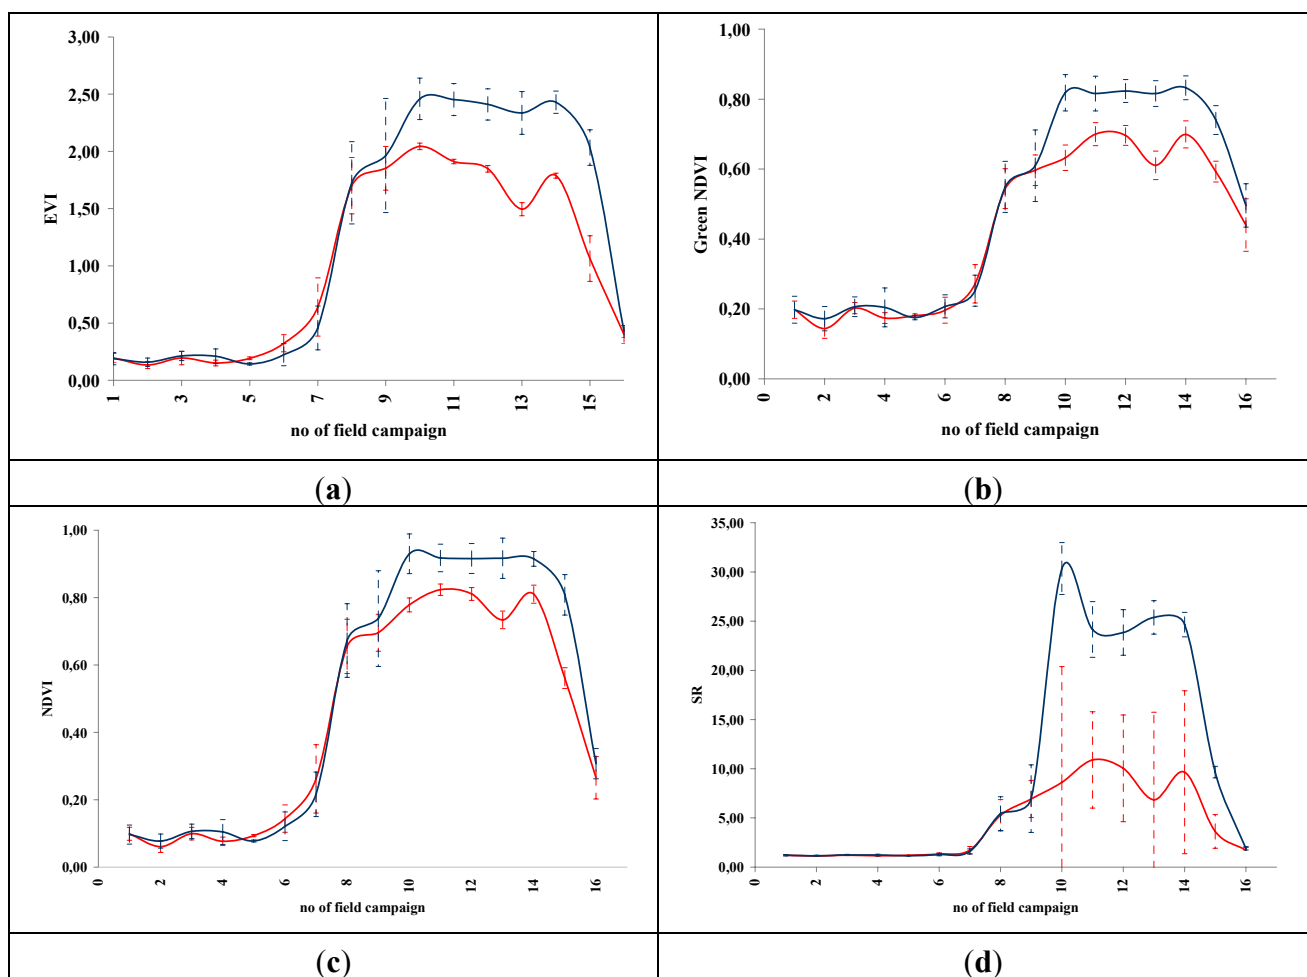 3,00
2,50
2,00
1,50
1,00
0,50
0,00
EVI
1 3 5 7 9 11 13 15
no of field campaign
1,00
0,80
0,60
0,40
0,20
0,00
Green NDVI
0 2 4 6 8 10 12 14 16
no of field campaign
(a)
(b)
1,00
0,80
0,60
0,40
0,20
0,00
NDVI
0 2 4 6 8 10 12 14 16
no of field campaign
35,00
30,00
25,00
20,00
15,00
10,00
5,00
0,00
SR
0 2 4 6 8 10 12 14 16
no of field campaign
(c)
(d)